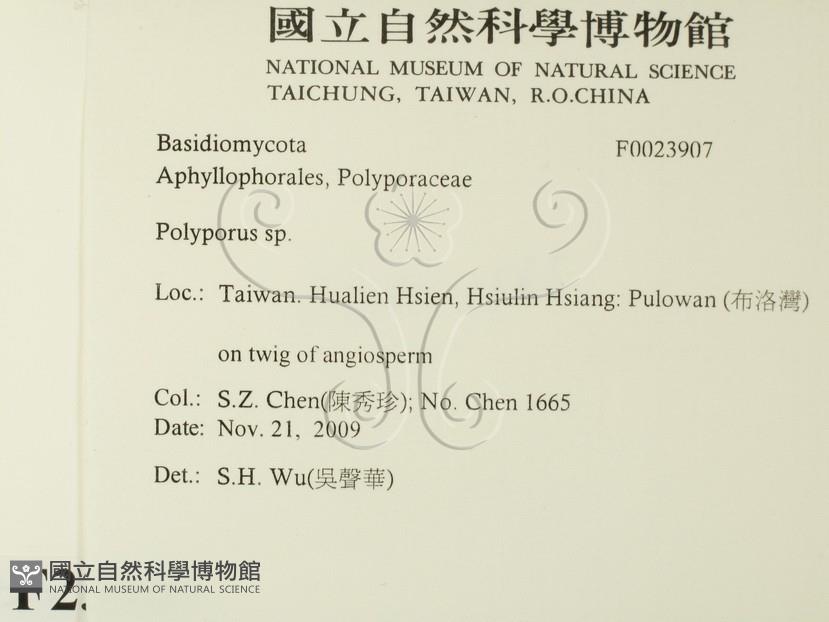 國立自然科學博物館
NATIONAL MUSEUM OF NATURAL SCIENCE
TAICHUNG, TAIWAN, R.O.CHINA
Basidiomycota F0023907
Aphyllophorales, Polyporaceae
Polyporus sp.
Loc.: Taiwan. Hualien Hsien, Hsiulin Hsiang: Pulowan (布洛灣)
on twig of angiosperm
Col.: S.Z. Chen(陳秀珍); No. Chen 1665
Date: Nov. 21, 2009
Det.: S.H. Wu(吳聲華)
國立自然科學博物館
NATIONAL MUSEUM OF NATURAL SCIENCE